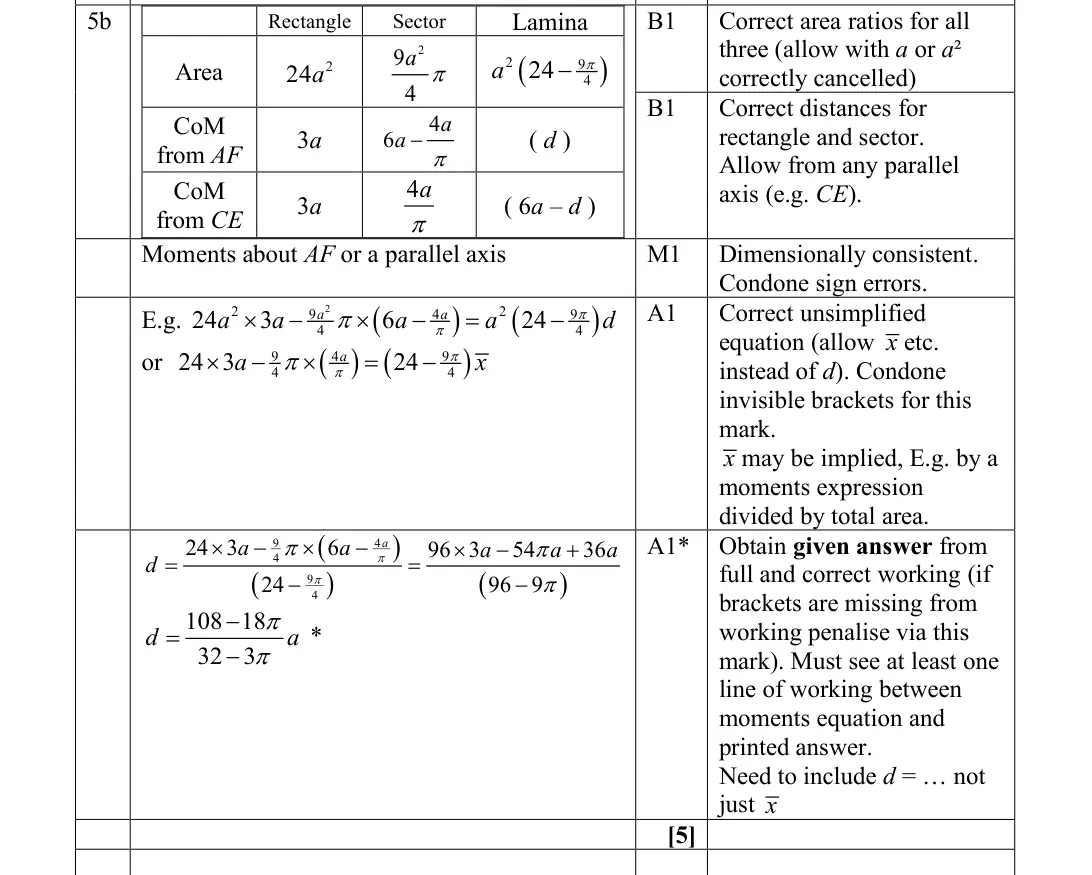 5b
Rectangle Sector Lamina
Area 24a² 9a²/4 π a²(24 − 9π/4)
CoM from AF 3a 6a − 4a/π ( d )
CoM from CE 3a 4a/π ( 6a – d )
B1
Correct area ratios for all
three (allow with a or a²
correctly cancelled)
B1
Correct distances for
rectangle and sector.
Allow from any parallel
axis (e.g. CE).
Moments about AF or a parallel axis
M1
Dimensionally consistent.
Condone sign errors.
E.g. 24a² × 3a − 9a²/4 π × (6a − 4a/π) = a²(24 − 9π/4)d
or 24 × 3a − 9/4 π × (4a/π) = (24 − 9π/4)x̅
A1
Correct unsimplified
equation (allow x̅ etc.
instead of d). Condone
invisible brackets for this
mark.
x̅ may be implied, E.g. by a
moments expression
divided by total area.
d = (24 × 3a − 9/4 π × (6a − 4a/π)) / (24 − 9π/4) = (96 × 3a − 54πa + 36a) / (96 − 9π)
d = (108 − 18π)/(32 − 3π) a *
A1*
Obtain given answer from
full and correct working (if
brackets are missing from
working penalise via this
mark). Must see at least one
line of working between
moments equation and
printed answer.
Need to include d = … not
just x̅
[5]